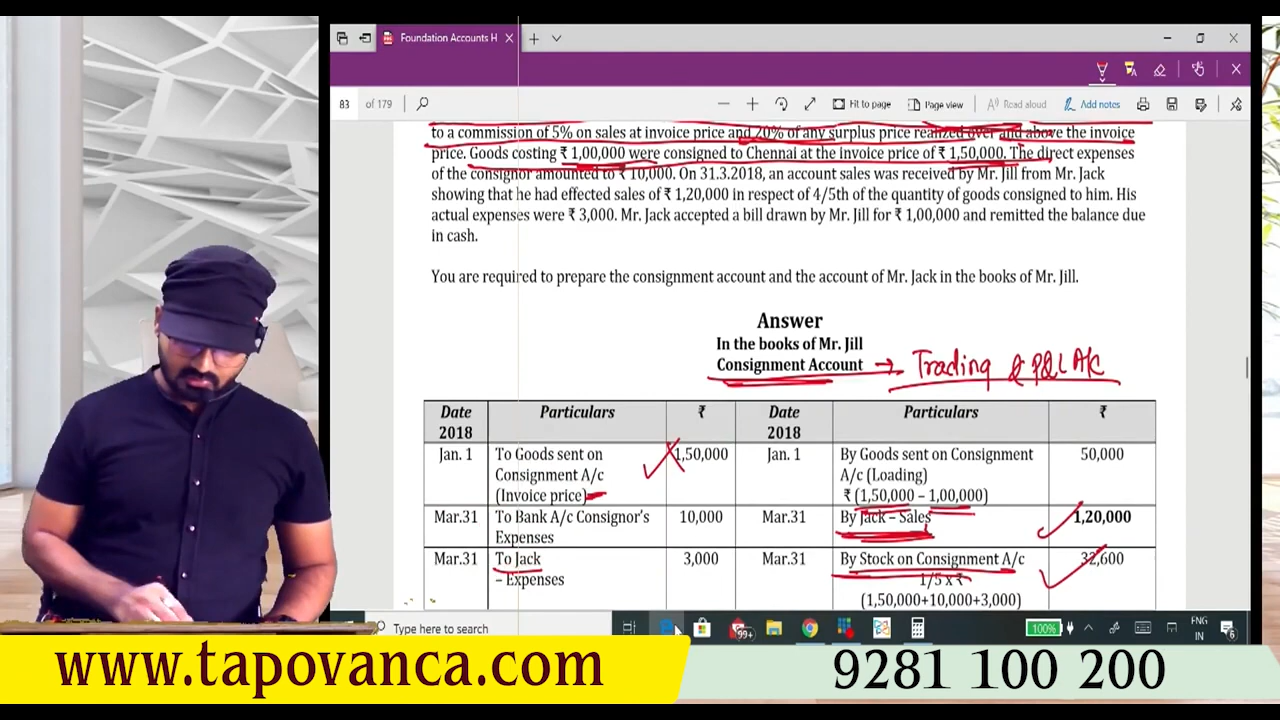 Foundation Accounts H
83 of 179
Fit to page
Page view
Read aloud
Add notes
to a commission of 5% on sales at invoice price and 20% of any surplus price realized over and above the invoice
price. Goods costing ₹ 1,00,000 were consigned to Chennai at the invoice price of ₹ 1,50,000. The direct expenses
of the consignor amounted to ₹ 10,000. On 31.3.2018, an account sales was received by Mr. Jill from Mr. Jack
showing that he had effected sales of ₹ 1,20,000 in respect of 4/5th of the quantity of goods consigned to him. His
actual expenses were ₹ 3,000. Mr. Jack accepted a bill drawn by Mr. Jill for ₹ 1,00,000 and remitted the balance due
in cash.
You are required to prepare the consignment account and the account of Mr. Jack in the books of Mr. Jill.
Answer
In the books of Mr. Jill
Consignment Account
Trading & P&L A/c
Date Particulars ₹ Date Particulars ₹
2018 2018
Jan. 1 To Goods sent on 1,50,000 Jan. 1 By Goods sent on Consignment 50,000
Consignment A/c A/c (Loading)
(Invoice price) ₹ (1,50,000 – 1,00,000)
Mar.31 To Bank A/c Consignor's 10,000 Mar.31 By Jack – Sales 1,20,000
Expenses
Mar.31 To Jack 3,000 Mar.31 By Stock on Consignment A/c 32,600
– Expenses 1/5 x ₹
(1,50,000+10,000+3,000)
Type here to search
99+
100%
ENG
IN
6
www.tapovanca.com
9281 100 200